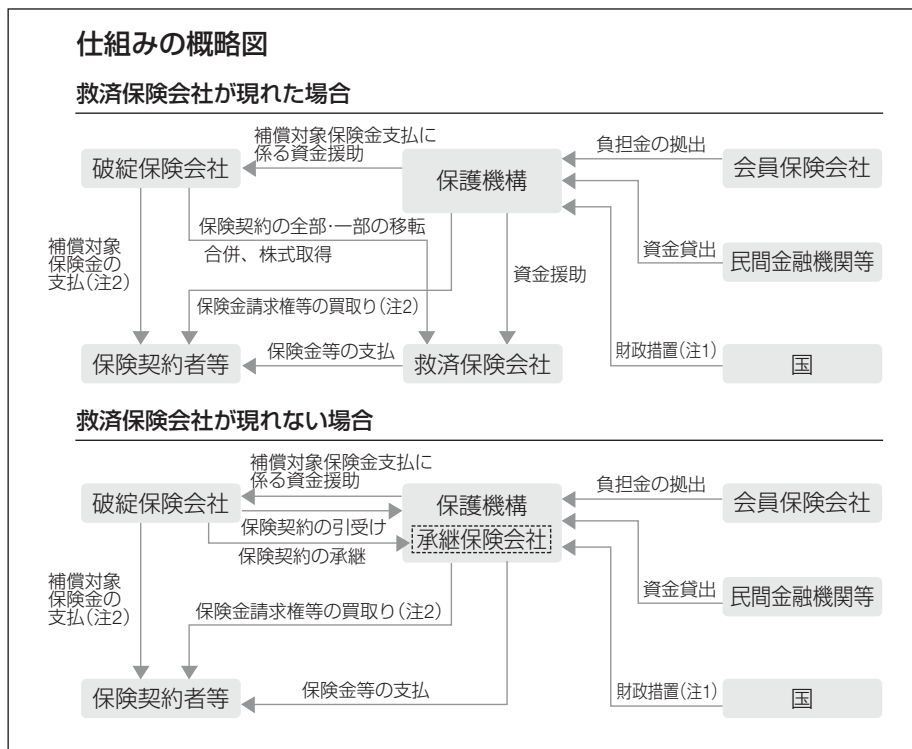 仕組みの概略図
救済保険会社が現れた場合
補償対象保険金支払に
係る資金援助
負担金の拠出
破綻保険会社
保護機構
会員保険会社
保険契約の全部・一部の移転
合併、株式取得
補償対象
保険金の
支払(注2)
資金援助
資金貸出
民間金融機関等
保険金請求権等の買取り(注2)
保険金等の支払
財政措置(注1)
保険契約者等
救済保険会社
国
救済保険会社が現れない場合
補償対象保険金支払に
係る資金援助
負担金の拠出
破綻保険会社
保護機構
会員保険会社
保険契約の引受け
承継保険会社
保険契約の承継
補償対象
保険金の
支払(注2)
資金貸出
民間金融機関等
保険金請求権等の買取り(注2)
保険金等の支払
財政措置(注1)
保険契約者等
国